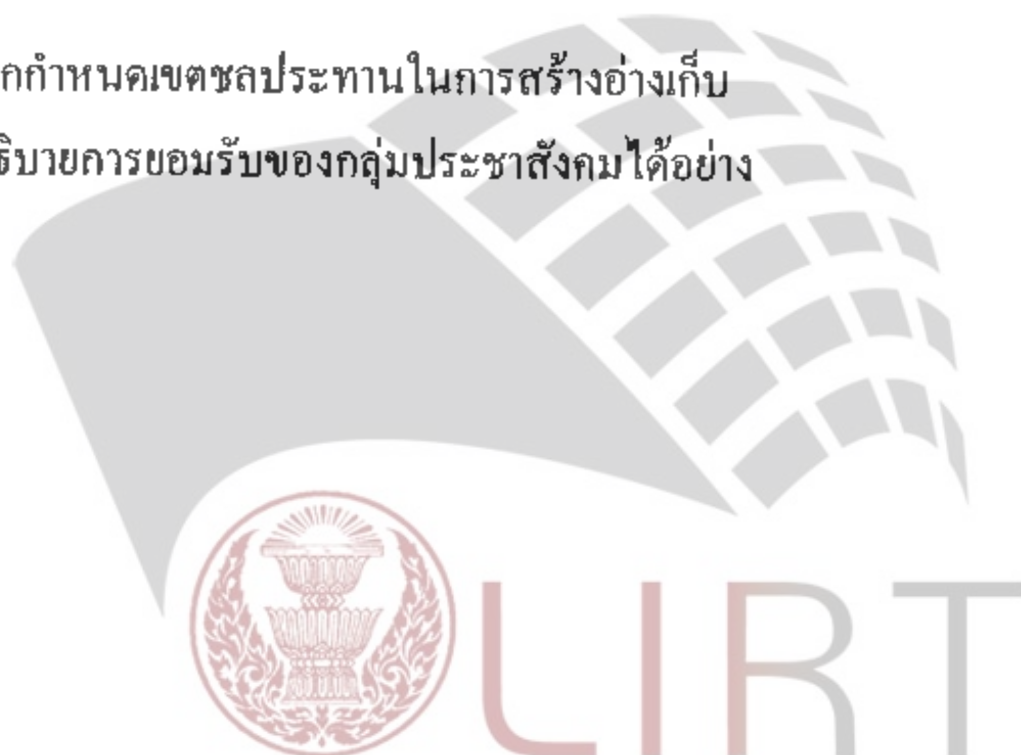 กกำหนดเขตชลประทานในการสร้างอ่างเก็บ
ธิบายการยอมรับของกลุ่มประชาสังคมได้อย่าง
LIRT